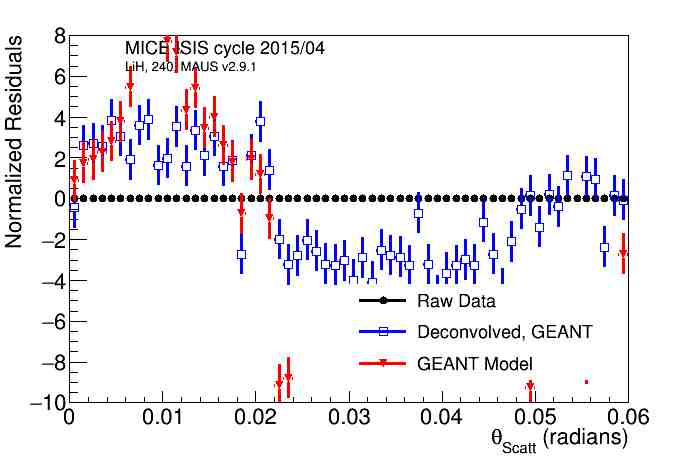 Normalized Residuals
MICE ISIS cycle 2015/04
LiH, 240, MAUS v2.9.1
8
6
4
2
0
−2
−4
−6
−8
−10
Raw Data
Deconvolved, GEANT
GEANT Model
0 0.01 0.02 0.03 0.04 0.05 0.06
θScatt (radians)